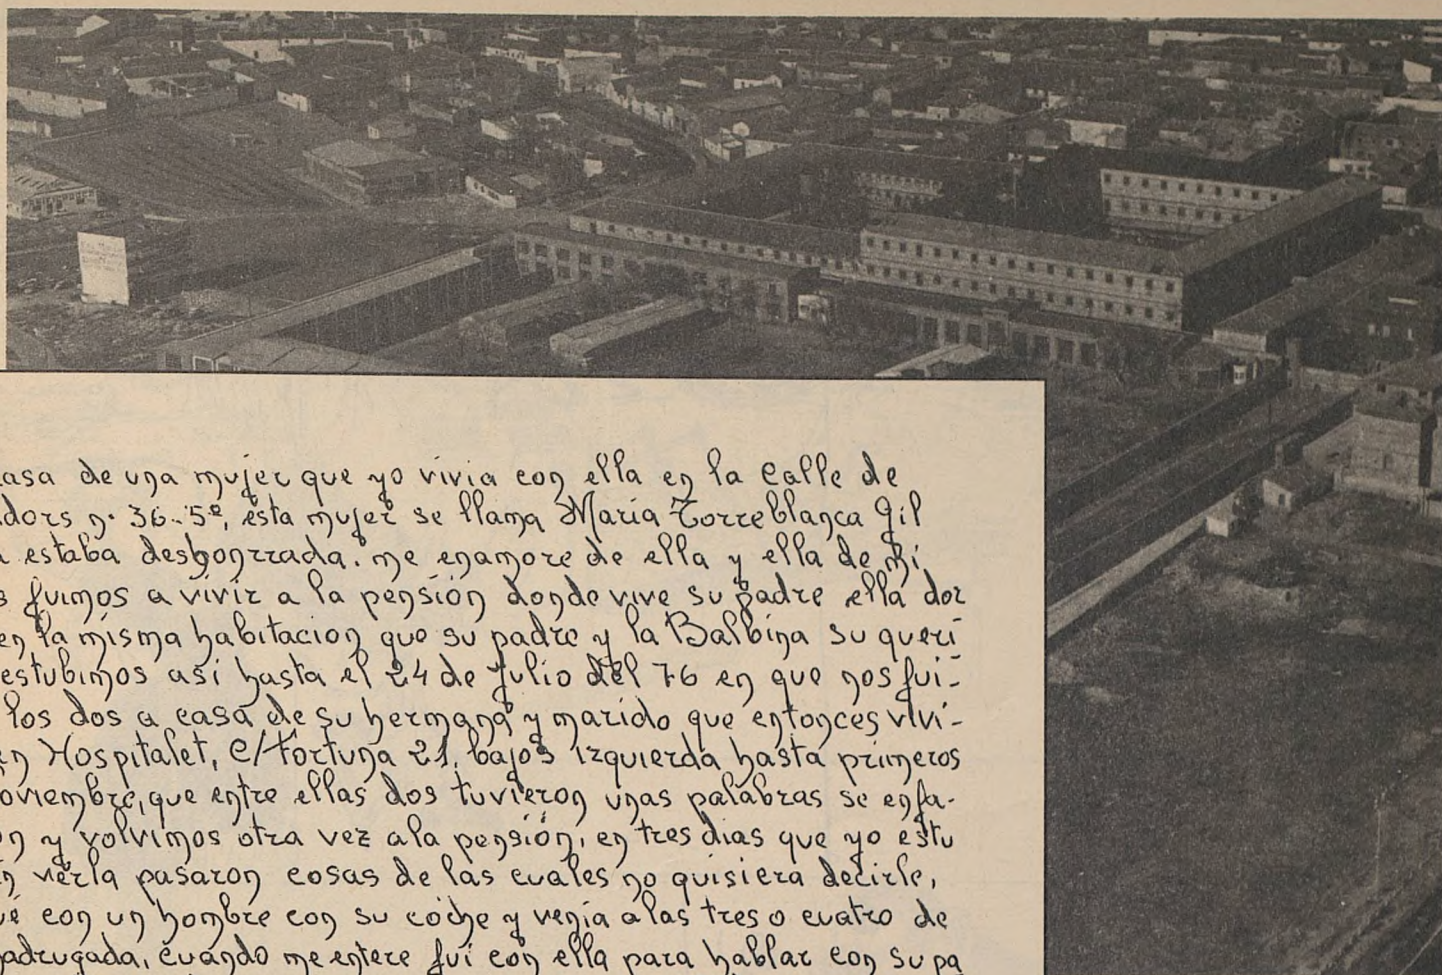 asa de una mujer que yo vivia con ella en la calle de
dors n.° 36.. 5º, ésta mujer se llama Maria Torreblanca Gil
estaba deshonrrada. me enamore de ella y ella de mi,
s fuimos a vivir a la pensión donde vive su padre ella dor
en la misma habitacion que su padre y la Balbina su queri
estubimos asi hasta el 24 de Julio del 76 en que nos fui-
los dos a casa de su hermana y marido que entonces vivi-
en Hospitalet, C/ Fortuna 21, bajos izquierda hasta primeros
oviembre, que entre ellas dos tuvieron unas palabras se enfa-
on y volvimos otra vez a la pensión, en tres dias que yo estu
n verla pasaron cosas de las cuales no quisiera decirle,
ué con un hombre con su coche y venia a las tres o cuatro de
adrugada, cuando me entere fui con ella para hablar con su pa